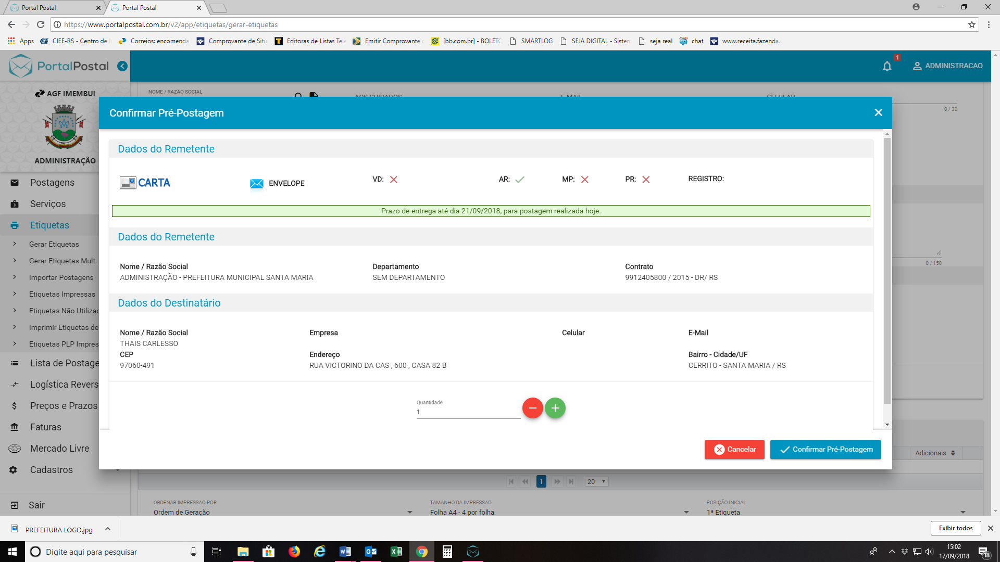 Portal Postal
Portal Postal
https://www.portalpostal.com.br/v2/app/etiquetas/gerar-etiquetas
Apps
CIEE-RS - Centro de
Correios: encomenda
Comprovante de Situ
Editoras de Listas Tele
Emitir Comprovante
[bb.com.br] - BOLETO
SMARTLOG
SEJA DIGITAL - Sistem
seja real
chat
www.receita.fazenda.
PortalPostal
1
ADMINISTRACAO
AGF IMEMBUI
ADMINISTRAÇÃO
NOME / RAZÃO SOCIAL
AOS CUIDADOS
E-MAIL
CELULAR
0 / 30
Confirmar Pré-Postagem
Dados do Remetente
CARTA
ENVELOPE
VD:
AR:
MP:
PR:
REGISTRO:
Prazo de entrega até dia 21/09/2018, para postagem realizada hoje.
Dados do Remetente
Nome / Razão Social
Departamento
Contrato
ADMINISTRAÇÃO - PREFEITURA MUNICIPAL SANTA MARIA
SEM DEPARTAMENTO
9912405800 / 2015 - DR/ RS
0 / 150
Dados do Destinatário
Nome / Razão Social
Empresa
Celular
E-Mail
THAIS CARLESSO
CEP
Endereço
Bairro - Cidade/UF
97060-491
RUA VICTORINO DA CAS , 600 , CASA 82 B
CERRITO - SANTA MARIA / RS
Quantidade
1
Cancelar
Confirmar Pré-Postagem
Postagens
Serviços
Etiquetas
Gerar Etiquetas
Gerar Etiquetas Mult.
Importar Postagens
Etiquetas Impressas
Etiquetas Não Utilizad
Imprimir Etiquetas de
Etiquetas PLP Impres
Lista de Postage
Logística Revers
Preços e Prazos
Faturas
Mercado Livre
Cadastros
Sair
Adicionais
1
20
ORDENAR IMPRESSAO POR
TAMANHO DA IMPRESSAO
POSIÇÃO INICIAL
Ordem de Geração
Folha A4 - 4 por folha
1ª Etiqueta
PREFEITURA LOGO.jpg
Exibir todos
Digite aqui para pesquisar
15:02
17/09/2018
18